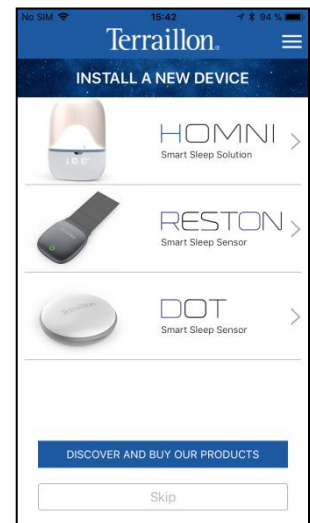 No SIM 15:42 94 %
Terraillon.
INSTALL A NEW DEVICE
HOMNI
Smart Sleep Solution
RESTON
Smart Sleep Sensor
Terraillon
DOT
Smart Sleep Sensor
DISCOVER AND BUY OUR PRODUCTS
Skip